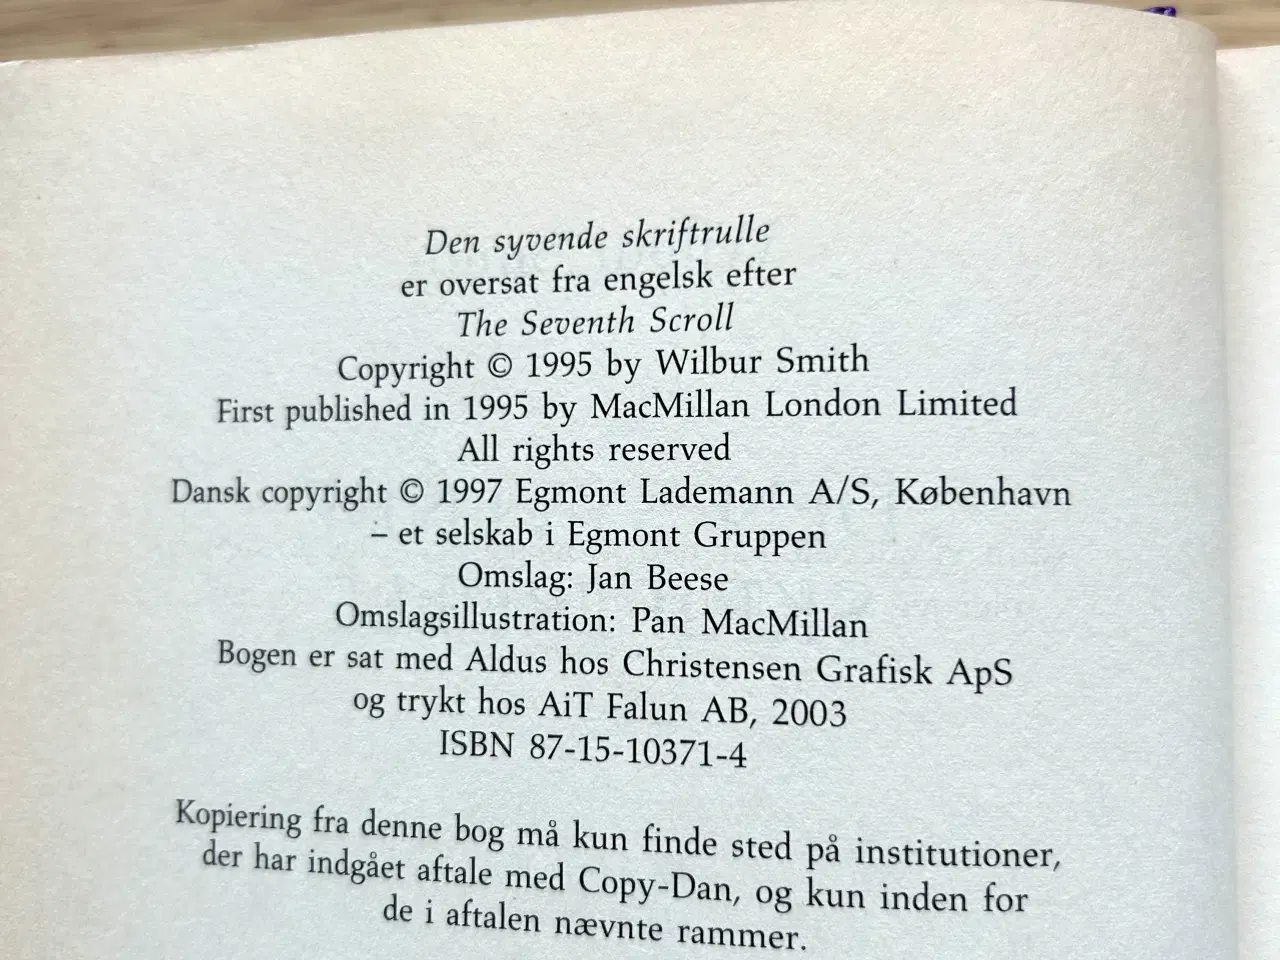 Den syvende skriftrulle
er oversat fra engelsk efter
The Seventh Scroll
Copyright © 1995 by Wilbur Smith
First published in 1995 by MacMillan London Limited
All rights reserved
Dansk copyright © 1997 Egmont Lademann A/S, København
– et selskab i Egmont Gruppen
Omslag: Jan Beese
Omslagsillustration: Pan MacMillan
Bogen er sat med Aldus hos Christensen Grafisk ApS
og trykt hos AiT Falun AB, 2003
ISBN 87-15-10371-4
Kopiering fra denne bog må kun finde sted på institutioner,
der har indgået aftale med Copy-Dan, og kun inden for
de i aftalen nævnte rammer.